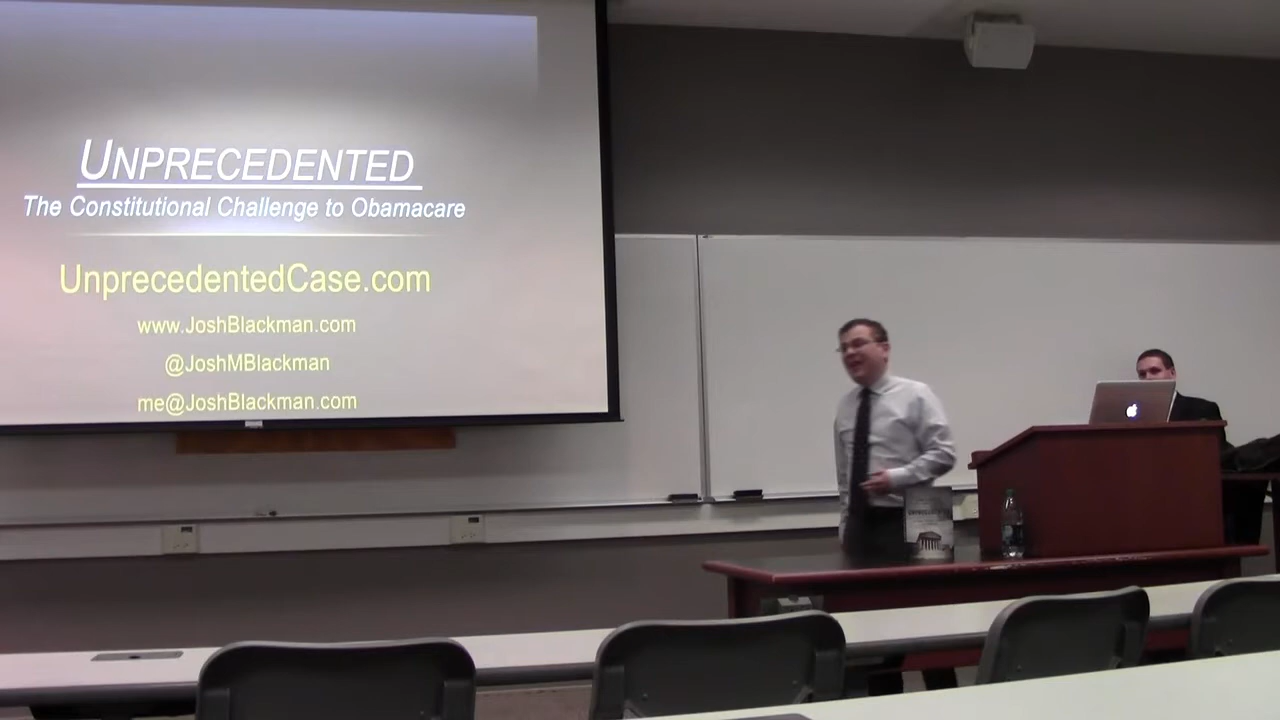 UNPRECEDENTED
The Constitutional Challenge to Obamacare
UnprecedentedCase.com
www.JoshBlackman.com
@JoshMBlackman
me@JoshBlackman.com